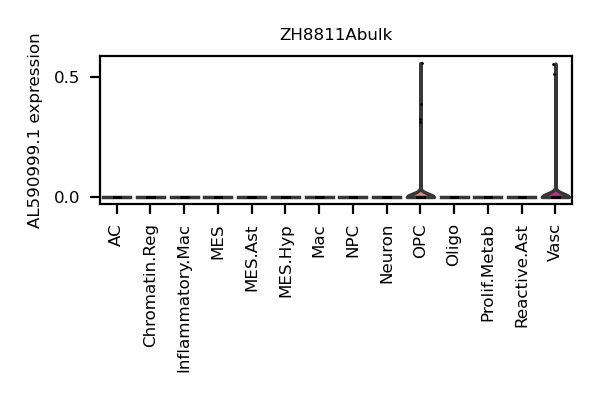 ZH8811Abulk
AL590999.1 expression
0.5
0.0
AC
Chromatin.Reg
Inflammatory.Mac
MES
MES.Ast
MES.Hyp
Mac
NPC
Neuron
OPC
Oligo
Prolif.Metab
Reactive.Ast
Vasc